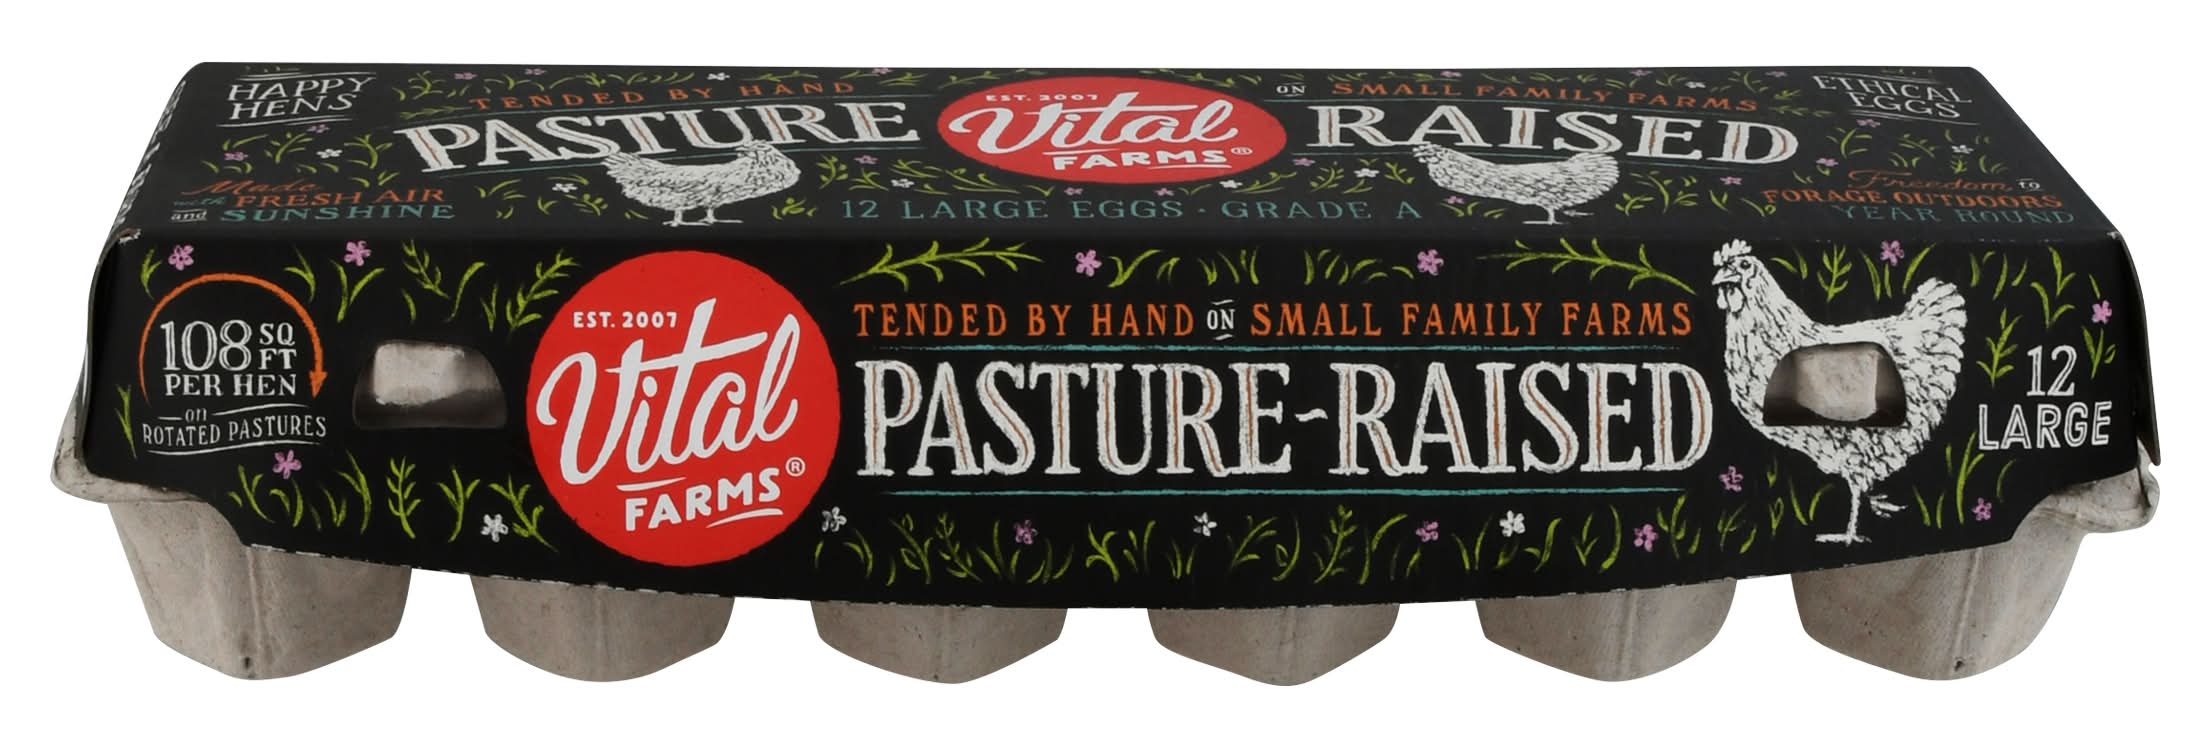 HAPPY
HENS
TENDED BY HAND ON SMALL FAMILY FARMS
PASTURE RAISED
EST. 2007
Vital
FARMS®
ETHICAL
EGGS
Made
with FRESH AIR
and SUNSHINE
12 LARGE EGGS · GRADE A
Freedom to
FORAGE OUTDOORS
YEAR ROUND
108 SQ FT
PER HEN
on
ROTATED PASTURES
EST. 2007
Vital
FARMS®
TENDED BY HAND ON SMALL FAMILY FARMS
PASTURE-RAISED
12
LARGE